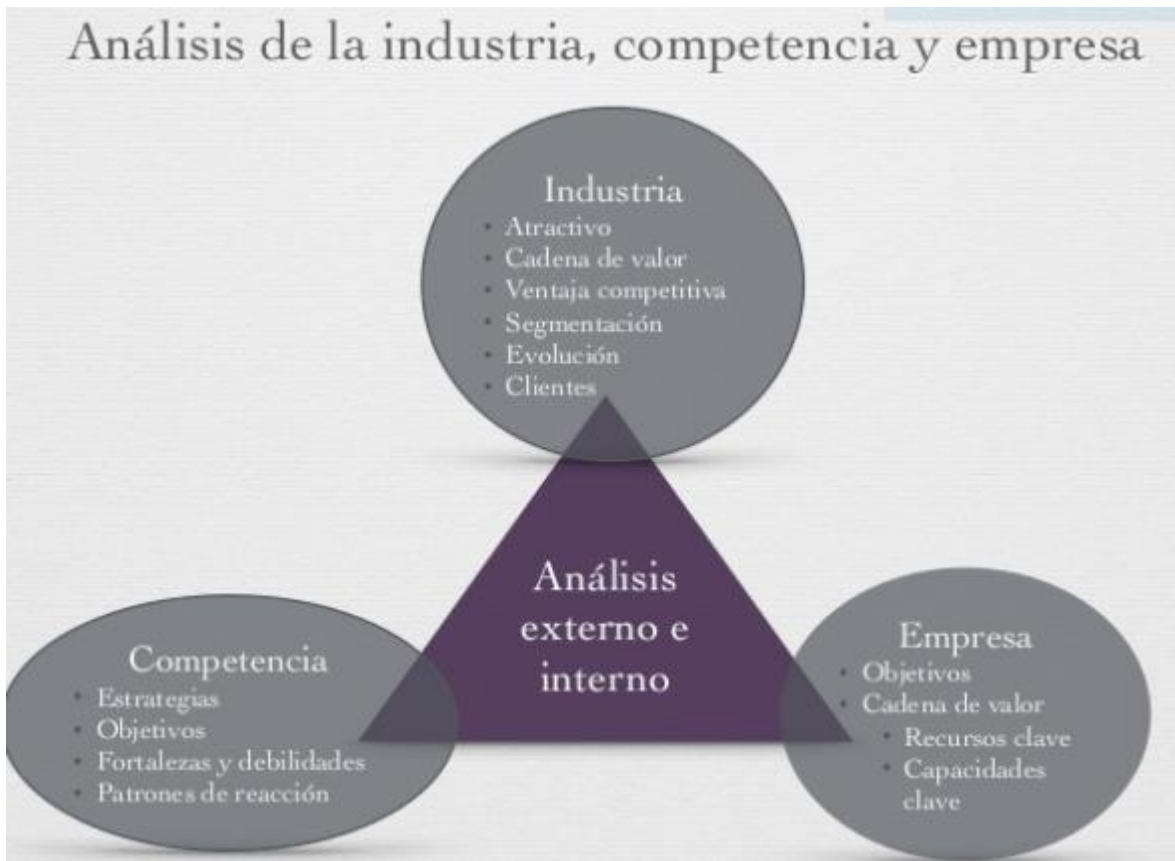 Análisis de la industria, competencia y empresa
Industria
• Atractivo
• Cadena de valor
• Ventaja competitiva
• Segmentación
• Evolución
• Clientes
Análisis
externo e
interno
Competencia
• Estrategias
• Objetivos
• Fortalezas y debilidades
• Patrones de reacción
Empresa
• Objetivos
• Cadena de valor
• Recursos clave
• Capacidades
clave